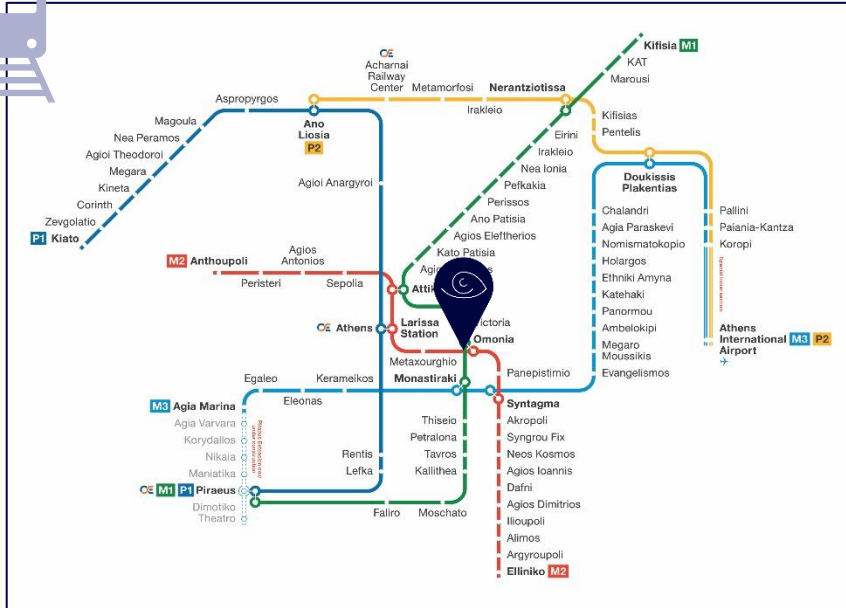 Kifisia M1
KAT
Marousi
OE
Acharnai
Railway
Center
Metamorfosi
Nerantziotissa
Irakleio
Aspropyrgos
Magoula
Nea Peramos
Agioi Theodoroi
Megara
Kineta
Corinth
Zevgolatio
P1 Kiato
Ano
Liosia
P2
Agioi Anargyroi
Kifisias
Pentelis
Eirini
Irakleio
Nea Ionia
Pefkakia
Perissos
Ano Patisia
Agios Eleftherios
Kato Patisia
Doukissis
Plakentias
Chalandri
Agia Paraskevi
Nomismatokopio
Holargos
Ethniki Amyna
Katehaki
Panormou
Ambelokipi
Megaro
Moussikis
Evangelismos
Pallini
Paiania-Kantza
Koropi
Athens
International M3 P2
Airport
M2 Anthoupoli
Agios
Antonios
Peristeri
Sepolia
OE Athens
Larissa
Station
Omonia
Metaxourghio
Monastiraki
Panepistimio
Egaleo
Kerameikos
Eleonas
M3 Agia Marina
Agia Varvara
Korydallos
Nikaia
Maniatika
OE M1 P1 Piraeus
Dimotiko
Theatro
Rentis
Lefka
Thiseio
Petralona
Tavros
Kallithea
Faliro
Moschato
Syntagma
Akropoli
Syngrou Fix
Neos Kosmos
Agios Ioannis
Dafni
Agios Dimitrios
Ilioupoli
Alimos
Argyroupoli
Elliniko M2